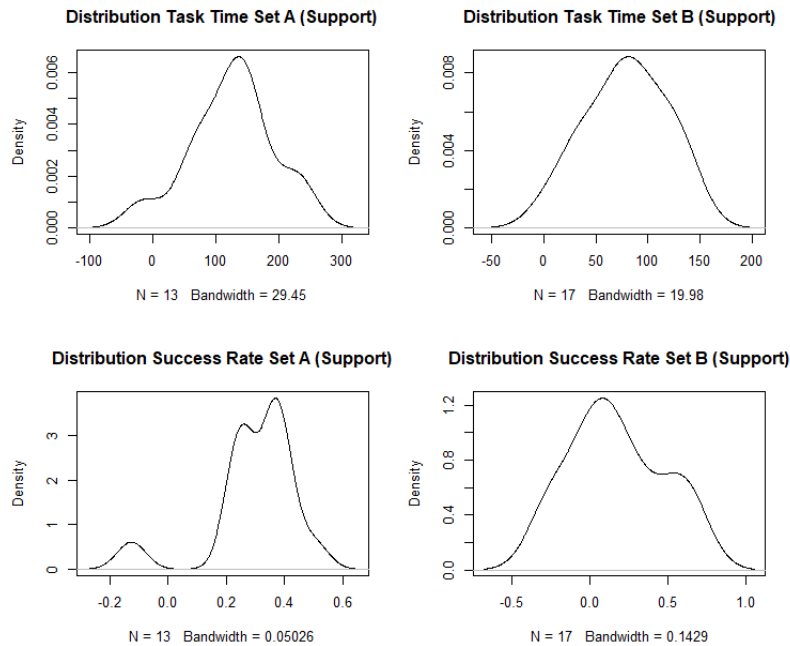 Distribution Task Time Set A (Support)
Density
0.000 0.002 0.004 0.006
-100 0 100 200 300
N = 13 Bandwidth = 29.45
Distribution Task Time Set B (Support)
Density
0.000 0.004 0.008
-50 0 50 100 150 200
N = 17 Bandwidth = 19.98
Distribution Success Rate Set A (Support)
Density
0 1 2 3
-0.2 0.0 0.2 0.4 0.6
N = 13 Bandwidth = 0.05026
Distribution Success Rate Set B (Support)
Density
0.0 0.4 0.8 1.2
-0.5 0.0 0.5 1.0
N = 17 Bandwidth = 0.1429